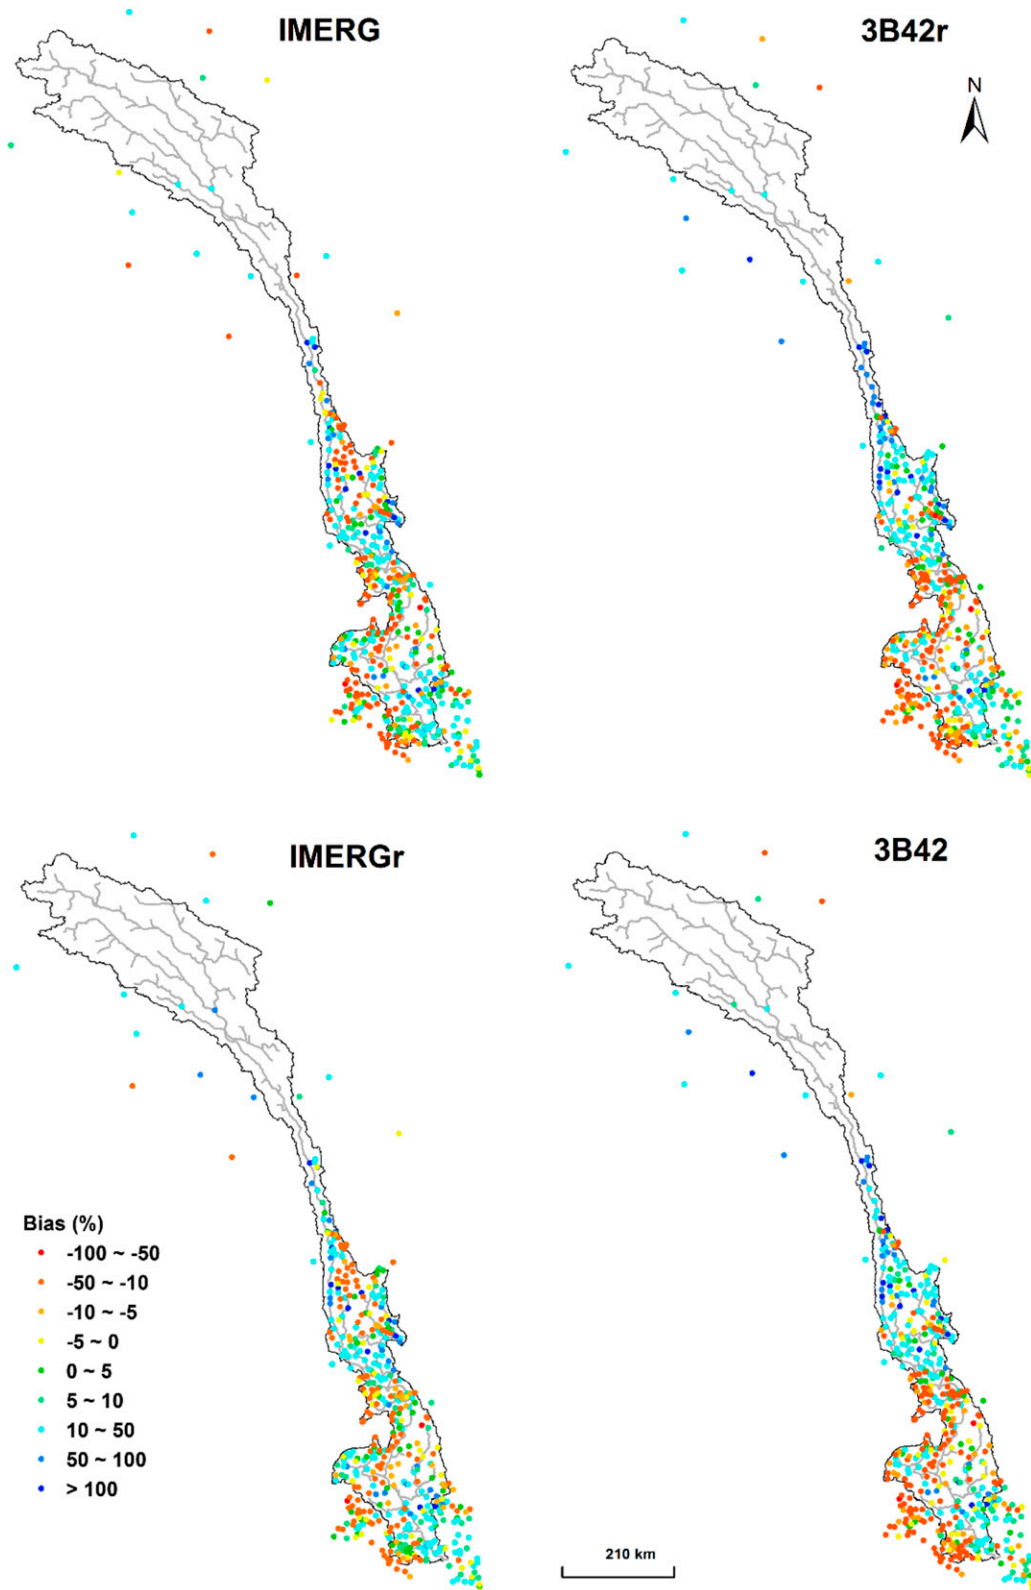 IMERG
3B42r
N
IMERGr
3B42
Bias (%)
-100 ~ -50
-50 ~ -10
-10 ~ -5
-5 ~ 0
0 ~ 5
5 ~ 10
10 ~ 50
50 ~ 100
> 100
210 km